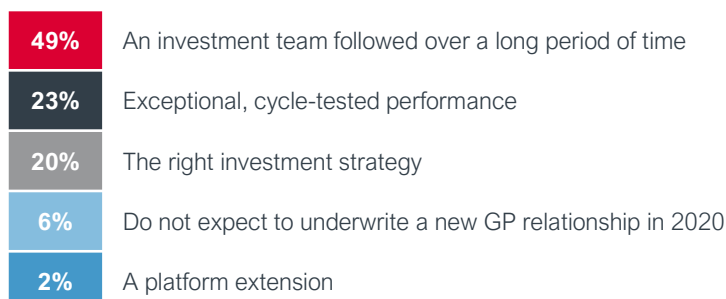 49% An investment team followed over a long period of time
23% Exceptional, cycle-tested performance
20% The right investment strategy
6% Do not expect to underwrite a new GP relationship in 2020
2% A platform extension